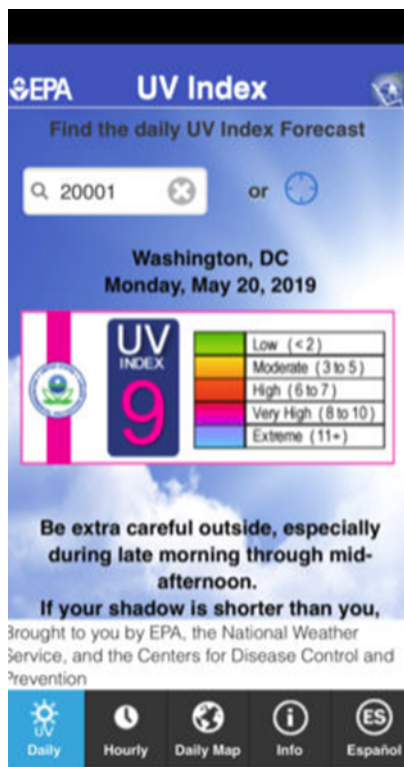 EPA UV Index
Find the daily UV Index Forecast
20001 or
Washington, DC
Monday, May 20, 2019
UV
INDEX
9
Low (<2)
Moderate (3 to 5)
High (6 to 7)
Very High (8 to 10)
Extreme (11+)
Be extra careful outside, especially
during late morning through mid-
afternoon.
If your shadow is shorter than you,
Brought to you by EPA, the National Weather
Service, and the Centers for Disease Control and
Prevention
UV ES
Daily Hourly Daily Map Info Español